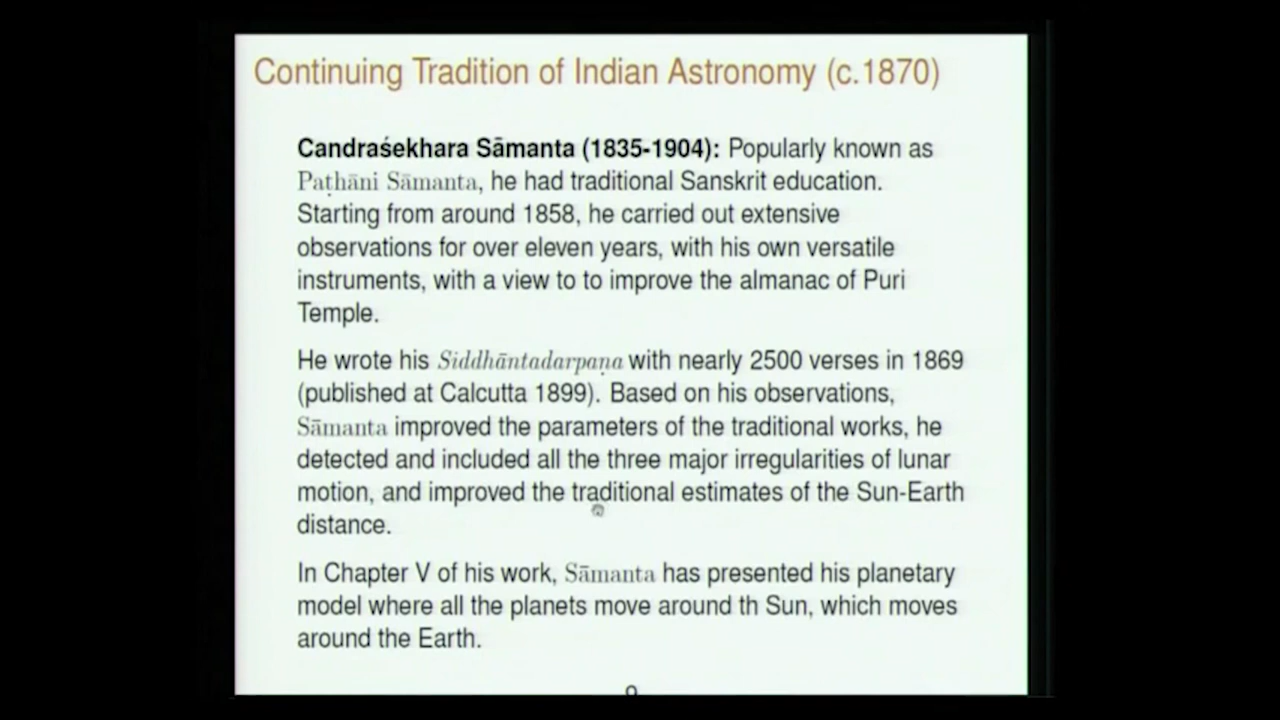 Continuing Tradition of Indian Astronomy (c.1870)
Candraśekhara Sāmanta (1835-1904): Popularly known as
Paṭhāni Sāmanta, he had traditional Sanskrit education.
Starting from around 1858, he carried out extensive
observations for over eleven years, with his own versatile
instruments, with a view to to improve the almanac of Puri
Temple.
He wrote his Siddhāntadarpaṇa with nearly 2500 verses in 1869
(published at Calcutta 1899). Based on his observations,
Sāmanta improved the parameters of the traditional works, he
detected and included all the three major irregularities of lunar
motion, and improved the traditional estimates of the Sun-Earth
distance.
In Chapter V of his work, Sāmanta has presented his planetary
model where all the planets move around th Sun, which moves
around the Earth.